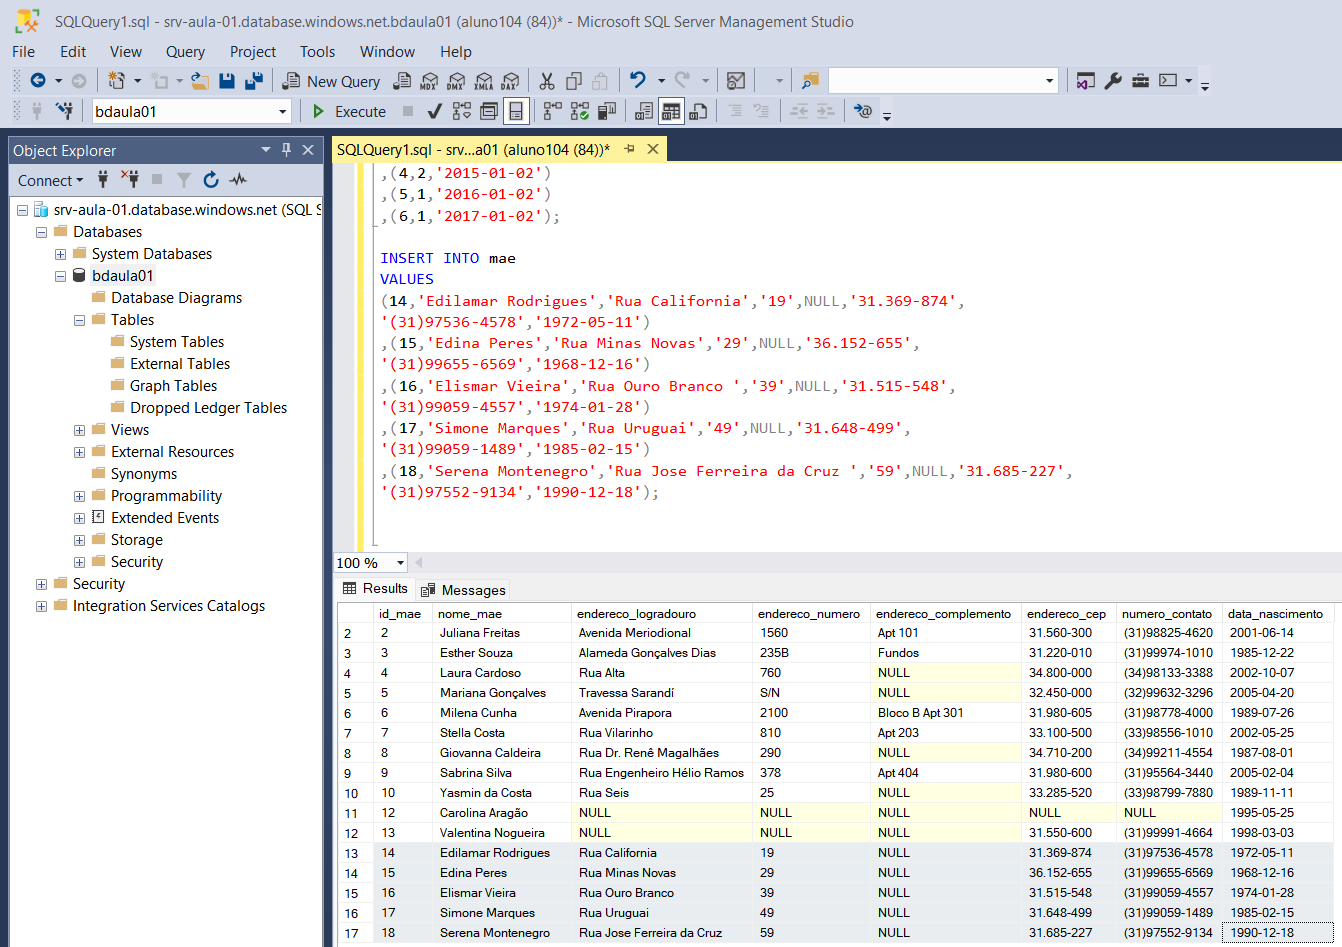 SQLQuery1.sql - srv-aula-01.database.windows.net.bdaula01 (aluno104 (84))* - Microsoft SQL Server Management Studio
File Edit View Query Project Tools Window Help
New Query MDX DMX XMLA DAX
bdaula01 Execute
Object Explorer
Connect
srv-aula-01.database.windows.net (SQL S
Databases
System Databases
bdaula01
Database Diagrams
Tables
System Tables
External Tables
Graph Tables
Dropped Ledger Tables
Views
External Resources
Synonyms
Programmability
Extended Events
Storage
Security
Security
Integration Services Catalogs
SQLQuery1.sql - srv...a01 (aluno104 (84))*
,(4,2,'2015-01-02')
,(5,1,'2016-01-02')
,(6,1,'2017-01-02');
INSERT INTO mae
VALUES
(14,'Edilamar Rodrigues','Rua California','19',NULL,'31.369-874',
'(31)97536-4578','1972-05-11')
,(15,'Edina Peres','Rua Minas Novas','29',NULL,'36.152-655',
'(31)99655-6569','1968-12-16')
,(16,'Elismar Vieira','Rua Ouro Branco ','39',NULL,'31.515-548',
'(31)99059-4557','1974-01-28')
,(17,'Simone Marques','Rua Uruguai','49',NULL,'31.648-499',
'(31)99059-1489','1985-02-15')
,(18,'Serena Montenegro','Rua Jose Ferreira da Cruz ','59',NULL,'31.685-227',
'(31)97552-9134','1990-12-18');
100 %
Results Messages
id_mae nome_mae endereco_logradouro endereco_numero endereco_complemento endereco_cep numero_contato data_nascimento
2 2 Juliana Freitas Avenida Meriodional 1560 Apt 101 31.560-300 (31)98825-4620 2001-06-14
3 3 Esther Souza Alameda Gonçalves Dias 235B Fundos 31.220-010 (31)99974-1010 1985-12-22
4 4 Laura Cardoso Rua Alta 760 NULL 34.800-000 (34)98133-3388 2002-10-07
5 5 Mariana Gonçalves Travessa Sarandí S/N NULL 32.450-000 (32)99632-3296 2005-04-20
6 6 Milena Cunha Avenida Pirapora 2100 Bloco B Apt 301 31.980-605 (31)98778-4000 1989-07-26
7 7 Stella Costa Rua Vilarinho 810 Apt 203 33.100-500 (33)98556-1010 2002-05-25
8 8 Giovanna Caldeira Rua Dr. Renê Magalhães 290 NULL 34.710-200 (34)99211-4554 1987-08-01
9 9 Sabrina Silva Rua Engenheiro Hélio Ramos 378 Apt 404 31.980-600 (31)95564-3440 2005-02-04
10 10 Yasmin da Costa Rua Seis 25 NULL 33.285-520 (33)98799-7880 1989-11-11
11 12 Carolina Aragão NULL NULL NULL NULL NULL 1995-05-25
12 13 Valentina Nogueira NULL NULL NULL 31.550-600 (31)99991-4664 1998-03-03
13 14 Edilamar Rodrigues Rua California 19 NULL 31.369-874 (31)97536-4578 1972-05-11
14 15 Edina Peres Rua Minas Novas 29 NULL 36.152-655 (31)99655-6569 1968-12-16
15 16 Elismar Vieira Rua Ouro Branco 39 NULL 31.515-548 (31)99059-4557 1974-01-28
16 17 Simone Marques Rua Uruguai 49 NULL 31.648-499 (31)99059-1489 1985-02-15
17 18 Serena Montenegro Rua Jose Ferreira da Cruz 59 NULL 31.685-227 (31)97552-9134 1990-12-18